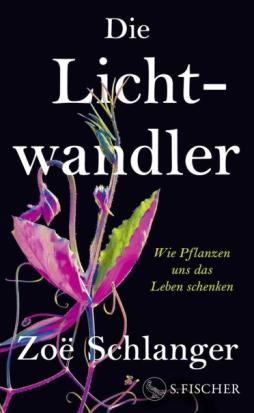 Die
Licht-
wandler
Wie Pflanzen
uns das
Leben schenken
Zoë Schlanger
S. FISCHER